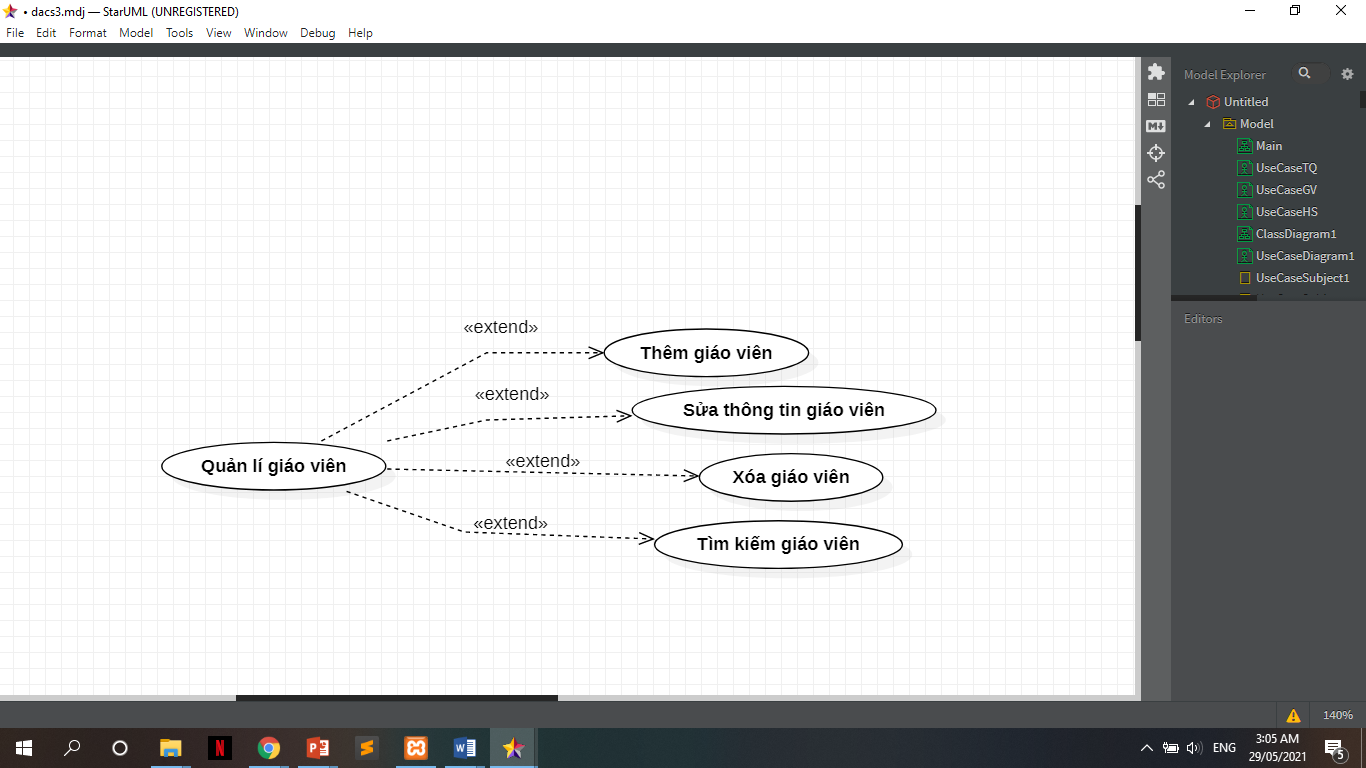 • dacs3.mdj — StarUML (UNREGISTERED)
File Edit Format Model Tools View Window Debug Help
Model Explorer
Untitled
Model
Main
UseCaseTQ
UseCaseGV
UseCaseHS
ClassDiagram1
UseCaseDiagram1
UseCaseSubject1
Editors
«extend»
Thêm giáo viên
«extend»
Sửa thông tin giáo viên
Quản lí giáo viên
«extend»
Xóa giáo viên
«extend»
Tìm kiếm giáo viên
140%
ENG
3:05 AM
29/05/2021
5